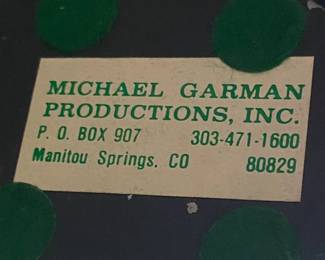 MICHAEL GARMAN
PRODUCTIONS, INC.
P. O. BOX 907 303-471-1600
Manitou Springs, CO 80829